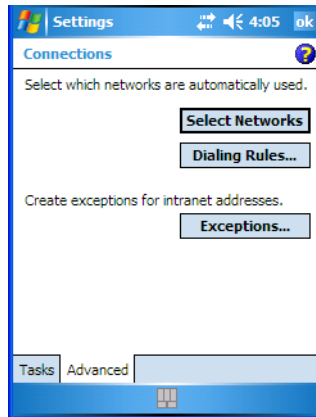 Settings 4:05 ok
Connections
Select which networks are automatically used.
Select Networks
Dialing Rules...
Create exceptions for intranet addresses.
Exceptions...
Tasks Advanced